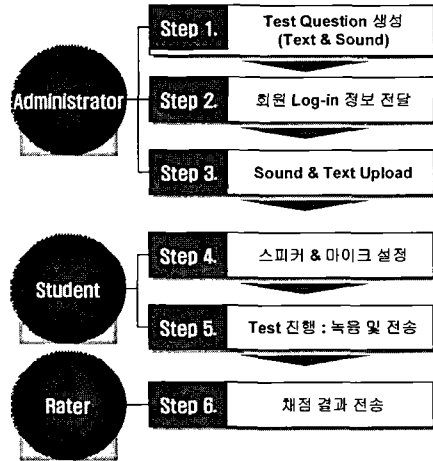 Step 1.
Test Question 생성
(Text & Sound)
Administrator
Step 2.
회원 Log-in 정보 전달
Step 3.
Sound & Text Upload
Step 4.
스피커 & 마이크 설정
Student
Step 5.
Test 진행 : 녹음 및 전송
Rater
Step 6.
채점 결과 전송